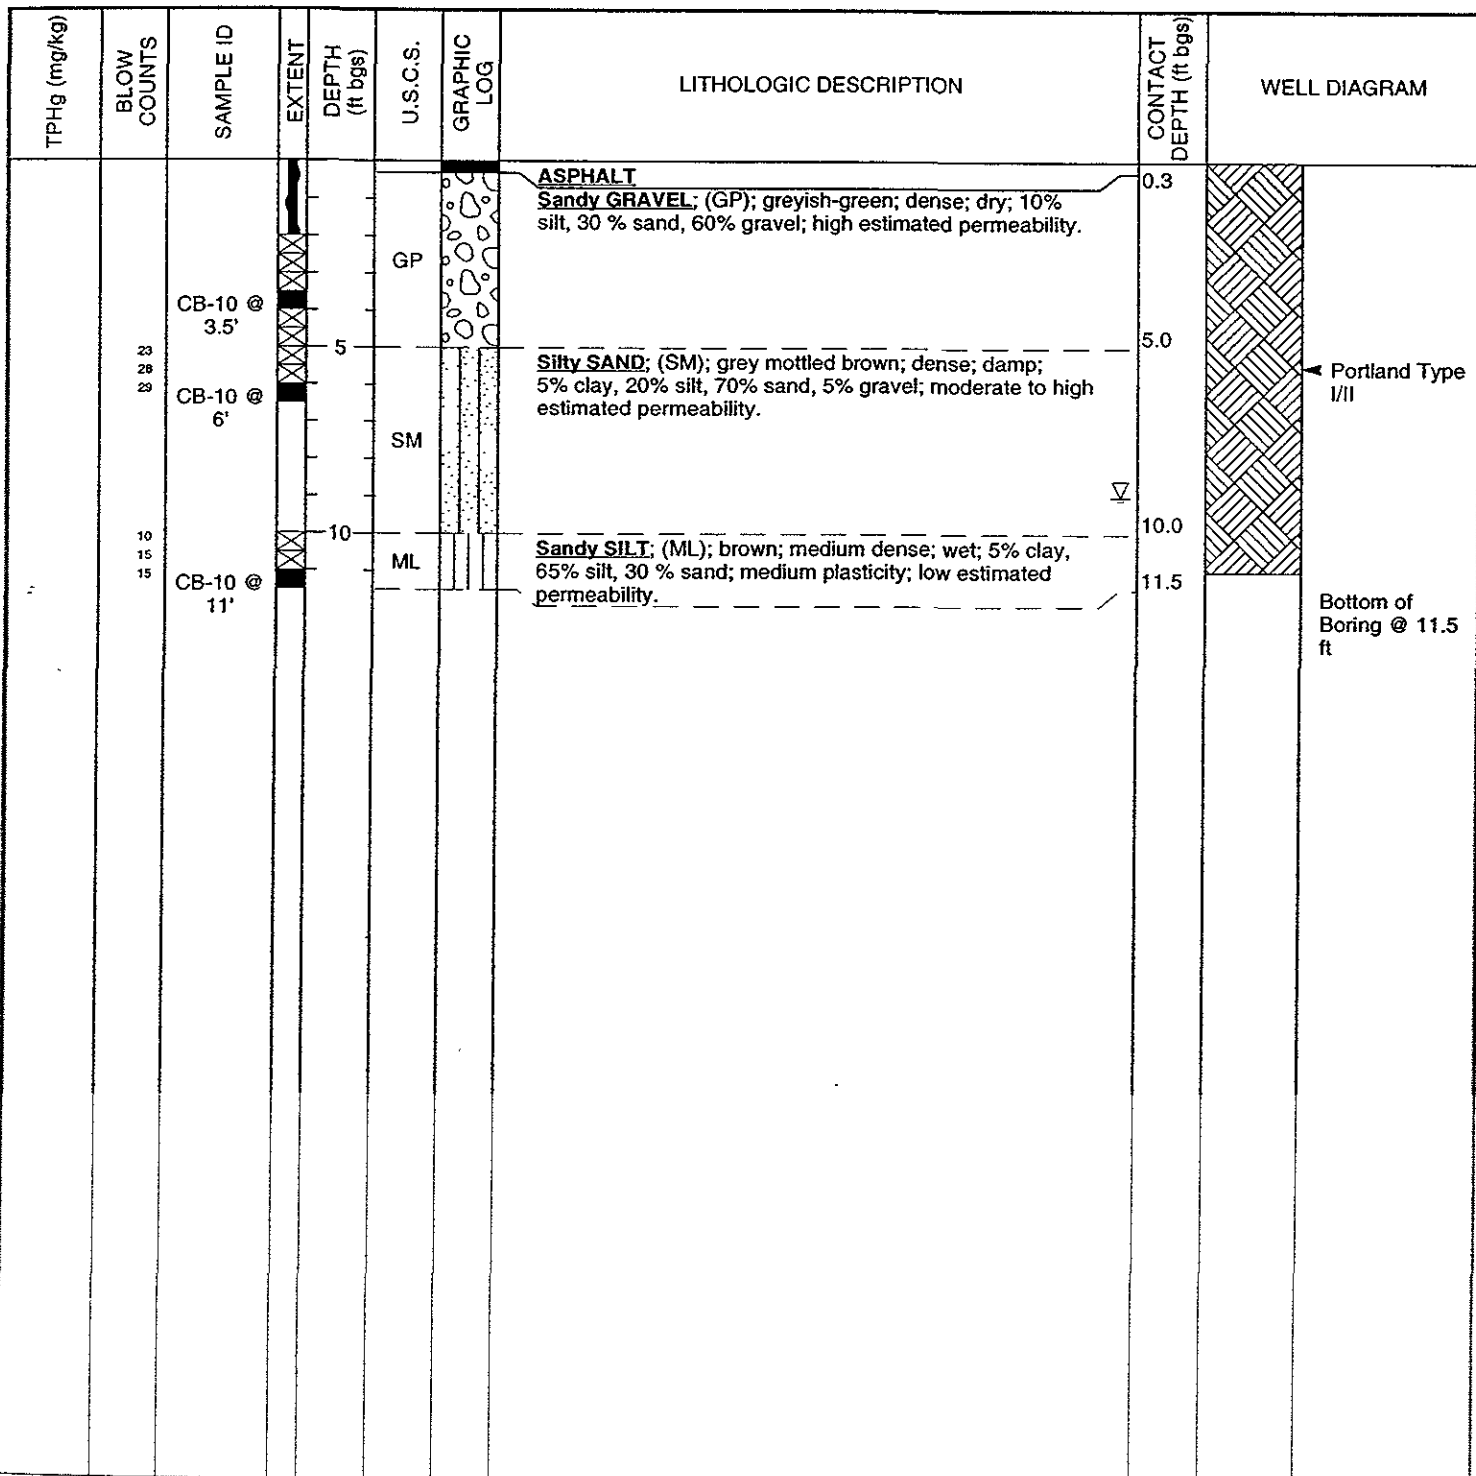 TPHg (mg/kg)
BLOW
COUNTS
SAMPLE ID
EXTENT
DEPTH
(ft bgs)
U.S.C.S.
GRAPHIC
LOG
LITHOLOGIC DESCRIPTION
CONTACT
DEPTH (ft bgs)
WELL DIAGRAM
ASPHALT
0.3
Sandy GRAVEL; (GP); greyish-green; dense; dry; 10%
silt, 30 % sand, 60% gravel; high estimated permeability.
GP
CB-10 @
3.5'
5
5.0
23
28
29
Silty SAND; (SM); grey mottled brown; dense; damp;
5% clay, 20% silt, 70% sand, 5% gravel; moderate to high
estimated permeability.
Portland Type
I/II
CB-10 @
6'
SM
10
10.0
10
15
15
Sandy SILT; (ML); brown; medium dense; wet; 5% clay,
65% silt, 30 % sand; medium plasticity; low estimated
permeability.
ML
CB-10 @
11'
11.5
Bottom of
Boring @ 11.5
ft